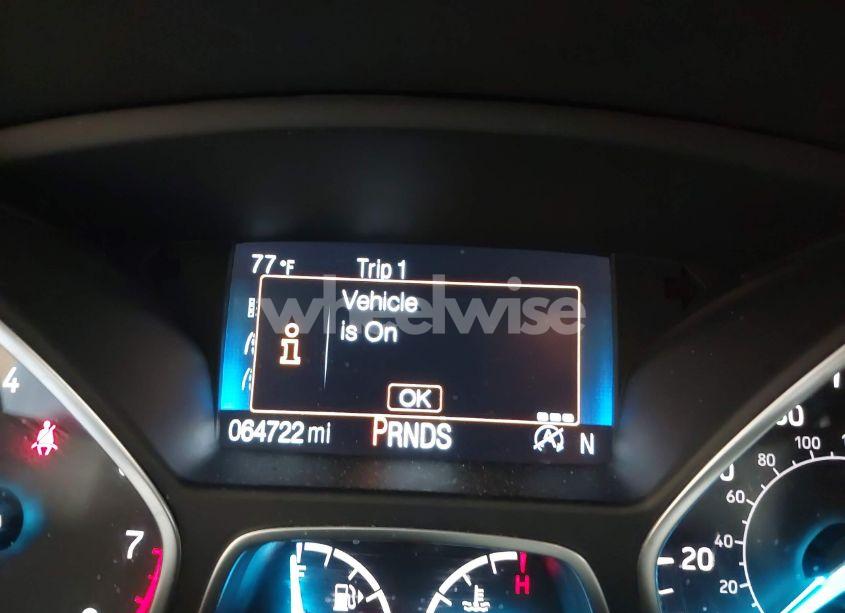 77 °F Trip 1
Vehicle
is On
i
OK
064722 mi PRNDS A N
wheelwise
4
7
F
H
20
80
100
60
40
20